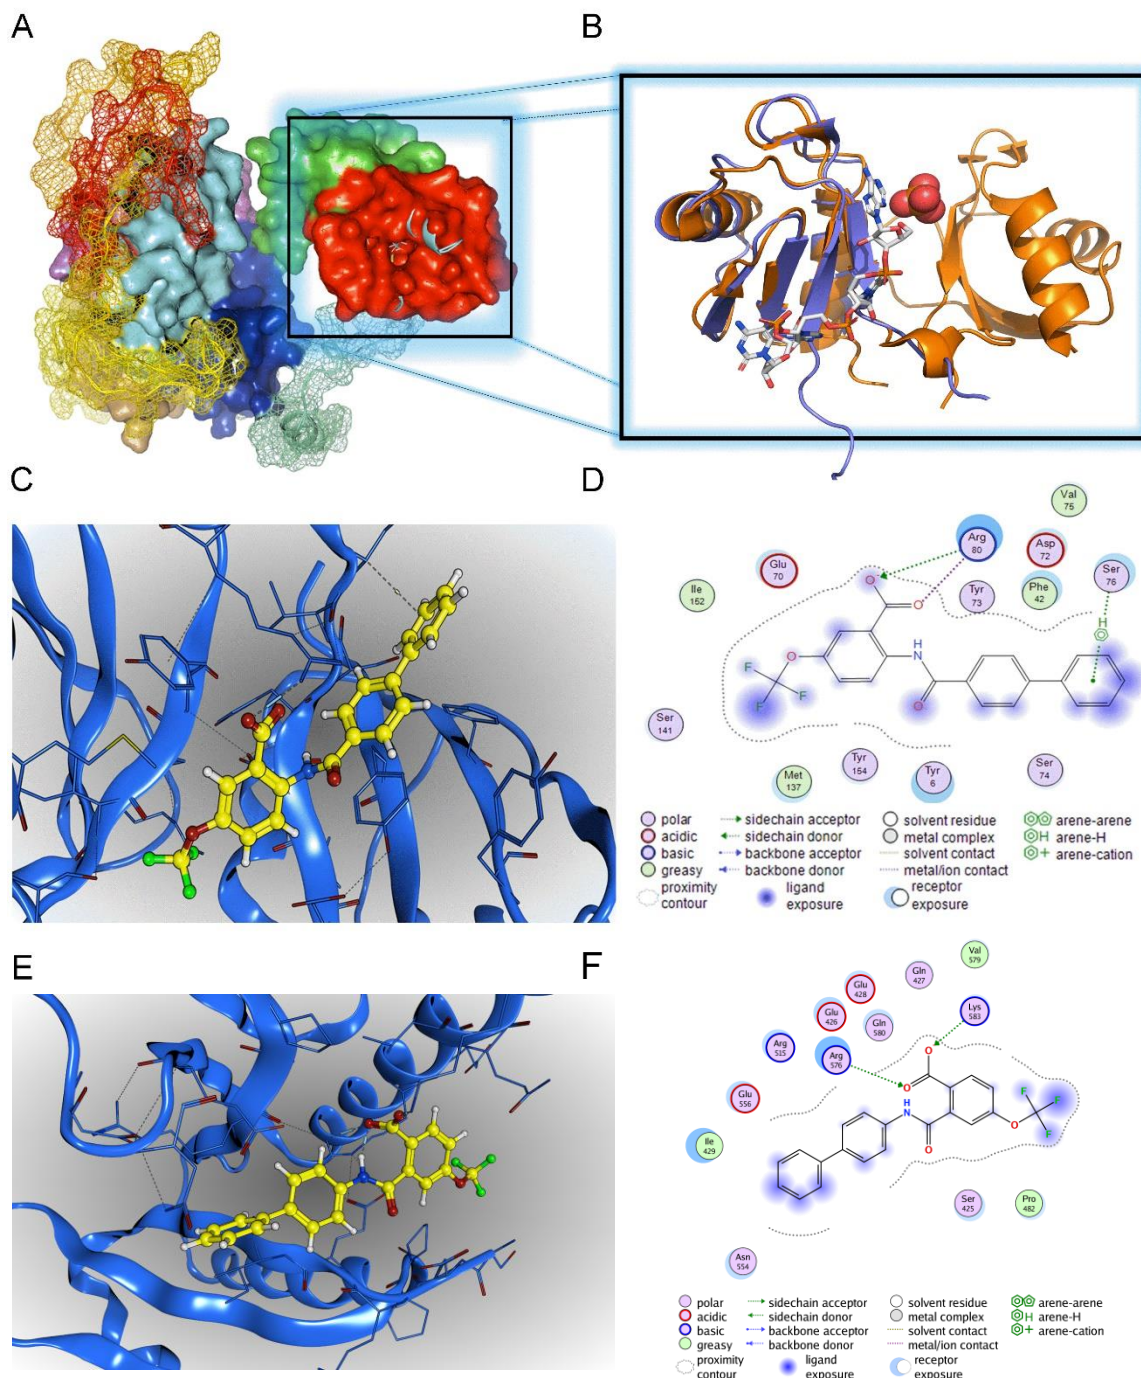 A
B
C
D
Val
75
Arg
80
Asp
72
Glu
70
Ser
76
Ile
152
Tyr
73
Phe
42
H
O
O
O
H
N
F
F
F
O
Ser
141
Met
137
Tyr
154
Tyr
6
Ser
74
polar sidechain acceptor solvent residue arene-arene
acidic sidechain donor metal complex H arene-H
basic backbone acceptor solvent contact + arene-cation
greasy backbone donor metal/ion contact
proximity contour ligand exposure receptor exposure
E
F
Val
579
Gln
427
Glu
428
Lys
583
Glu
426
Gln
580
Arg
515
Arg
576
O
O
Glu
556
H
N
O
O
F
F
F
Ile
429
Ser
425
Pro
482
Asn
554
polar sidechain acceptor solvent residue arene-arene
acidic sidechain donor metal complex H arene-H
basic backbone acceptor solvent contact + arene-cation
greasy backbone donor metal/ion contact
proximity contour ligand exposure receptor exposure